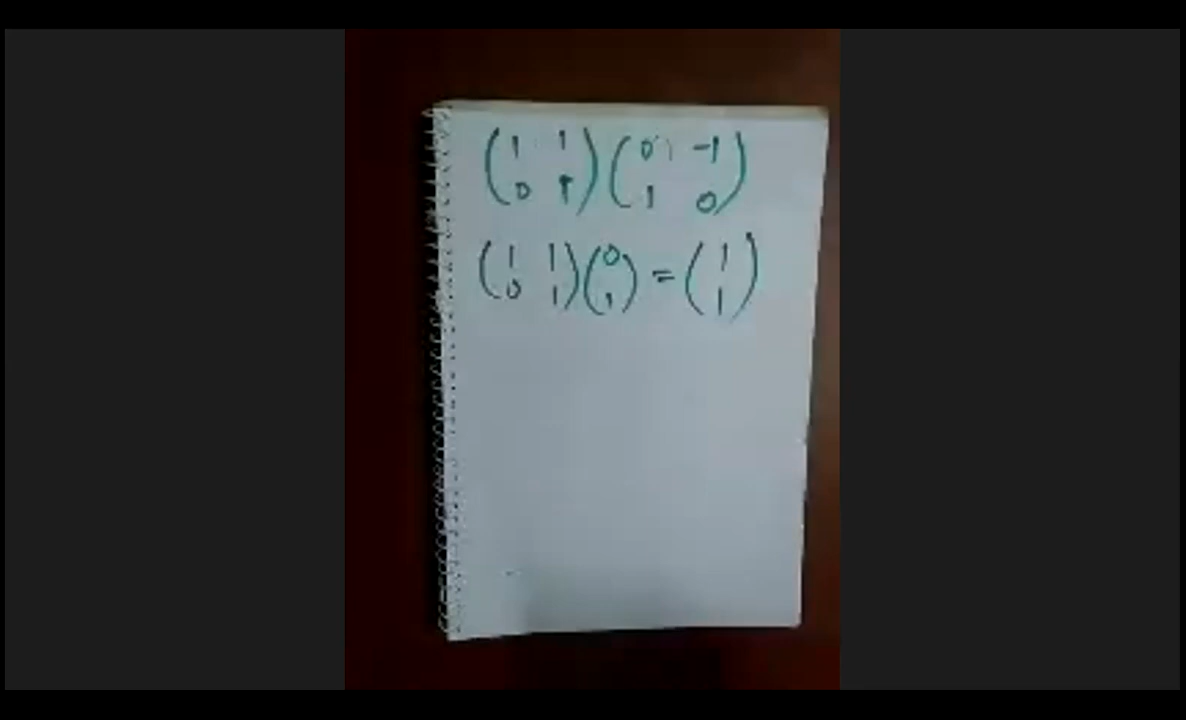 (1 1
0 1)(0 -1
1 0)
(1 1
0 1)(0
1) = (1
1)